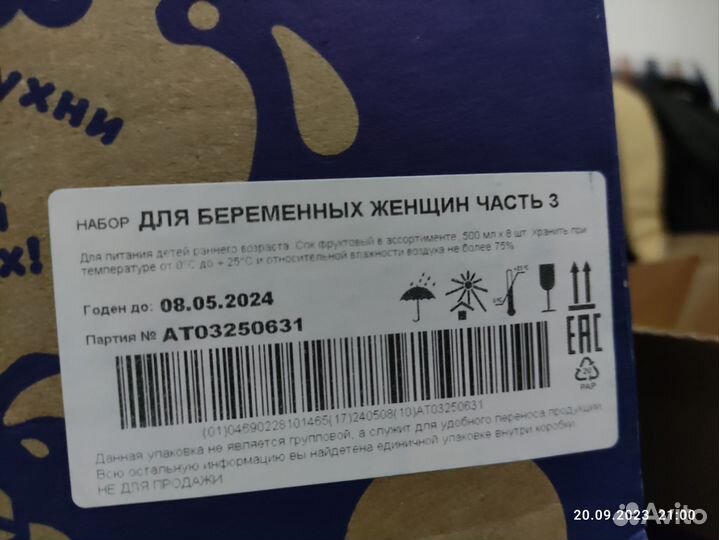 УХНИ
Х!
НАБОР ДЛЯ БЕРЕМЕННЫХ ЖЕНЩИН ЧАСТЬ 3
Для питания детей раннего возраста. Сок фруктовый в ассортименте, 500 мл х 8 шт. Хранить при
температуре от 0°С до + 25°С и относительной влажности воздуха не более 75%
Годен до: 08.05.2024
Партия № AT03250631
EAC
20
PAP
(01)04690228101465(17)240508(10)AT03250631
Данная упаковка не является групповой, а служит для удобного переноса продукции.
Всю остальную информацию вы найдете на единичной упаковке внутри коробки.
НЕ ДЛЯ ПРОДАЖИ
20.09.2023 21:00
Avito